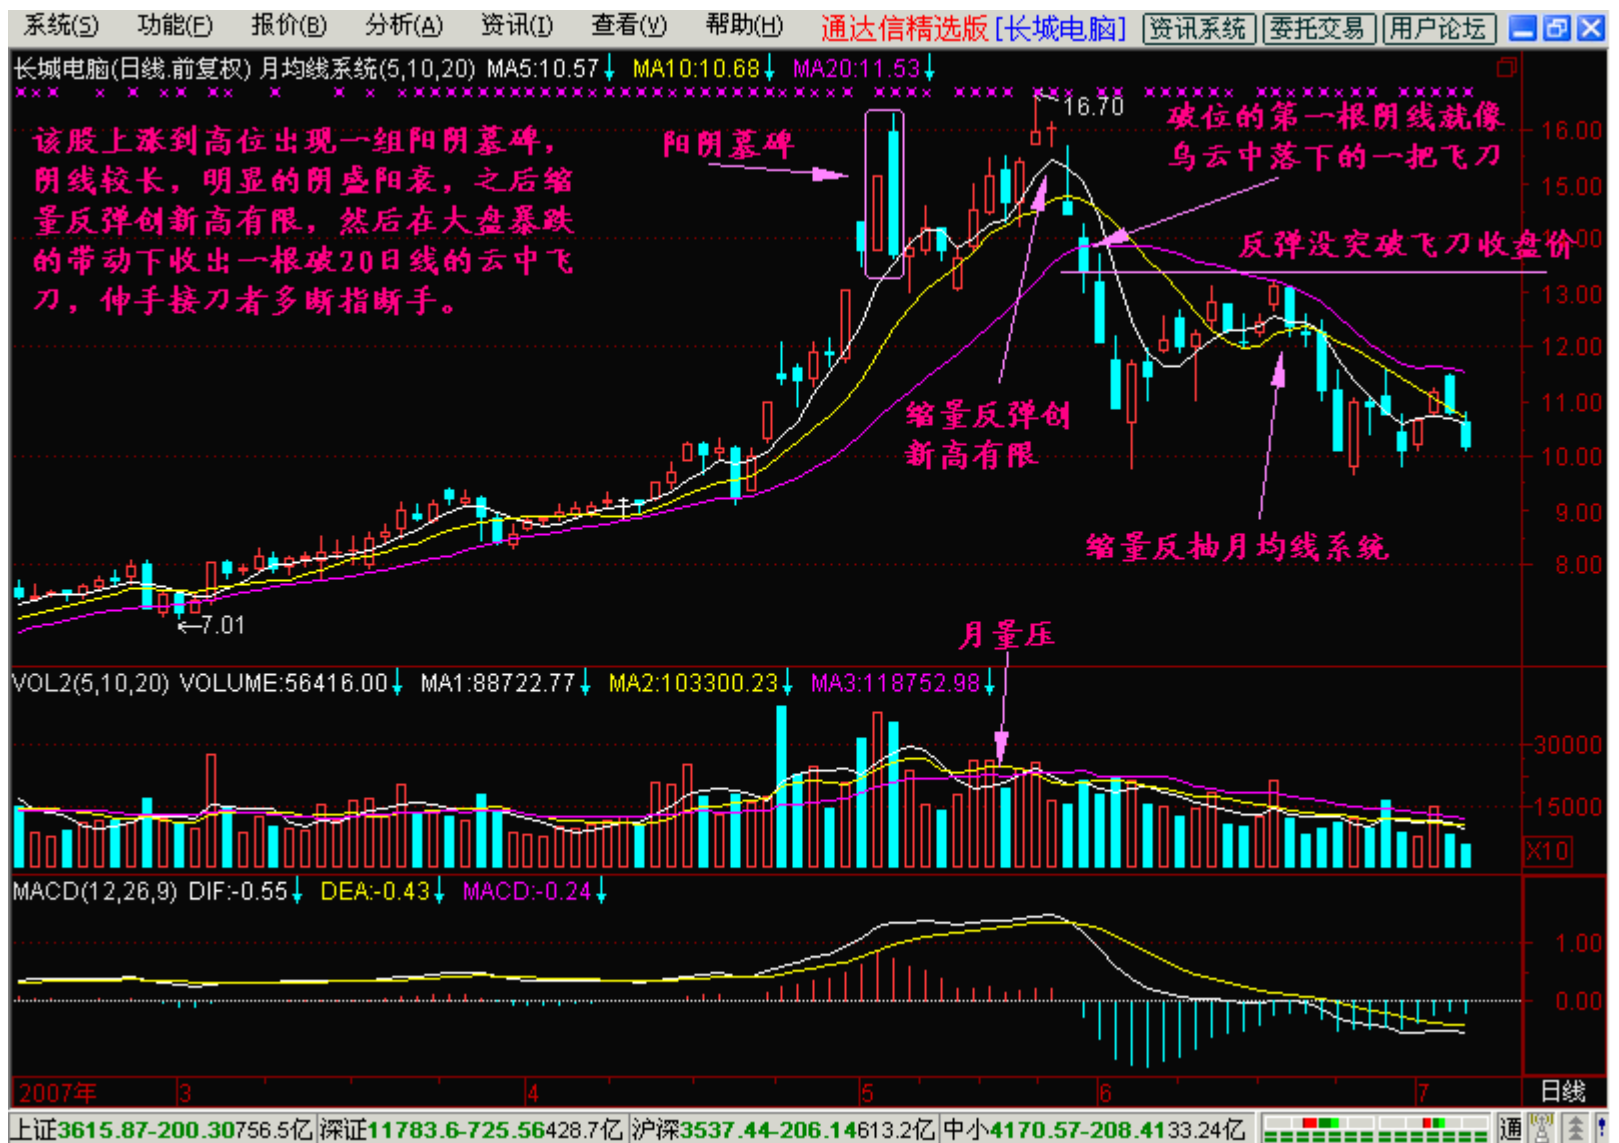 系统(S) 功能(F) 报价(B) 分析(A) 资讯(I) 查看(V) 帮助(H) 通达信精选版 [长城电脑] 资讯系统 委托交易 用户论坛
长城电脑(日线.前复权) 月均线系统(5,10,20) MA5:10.57↓ MA10:10.68↓ MA20:11.53↓
该股上涨到高位出现一组阳阴墓碑，
阴线较长，明显的阴盛阳衰，之后缩
量反弹创新高有限，然后在大盘暴跌
的带动下收出一根破20日线的云中飞
刀，伸手接刀者多断指断手。
阳阴墓碑
16.70
破位的第一根阴线就像
乌云中落下的一把飞刀
反弹没突破飞刀收盘价
缩量反弹创
新高有限
缩量反抽月均线系统
←7.01
月量压
16.00
15.00
14.00
13.00
12.00
11.00
10.00
9.00
8.00
VOL2(5,10,20) VOLUME:56416.00↓ MA1:88722.77↓ MA2:103300.23↓ MA3:118752.98↓
30000
15000
X10
MACD(12,26,9) DIF:-0.55↓ DEA:-0.43↓ MACD:-0.24↓
1.00
0.00
2007年 3 4 5 6 7 日线
上证3615.87-200.30756.5亿 深证11783.6-725.56428.7亿 沪深3537.44-206.14613.2亿 中小4170.57-208.4133.24亿 通